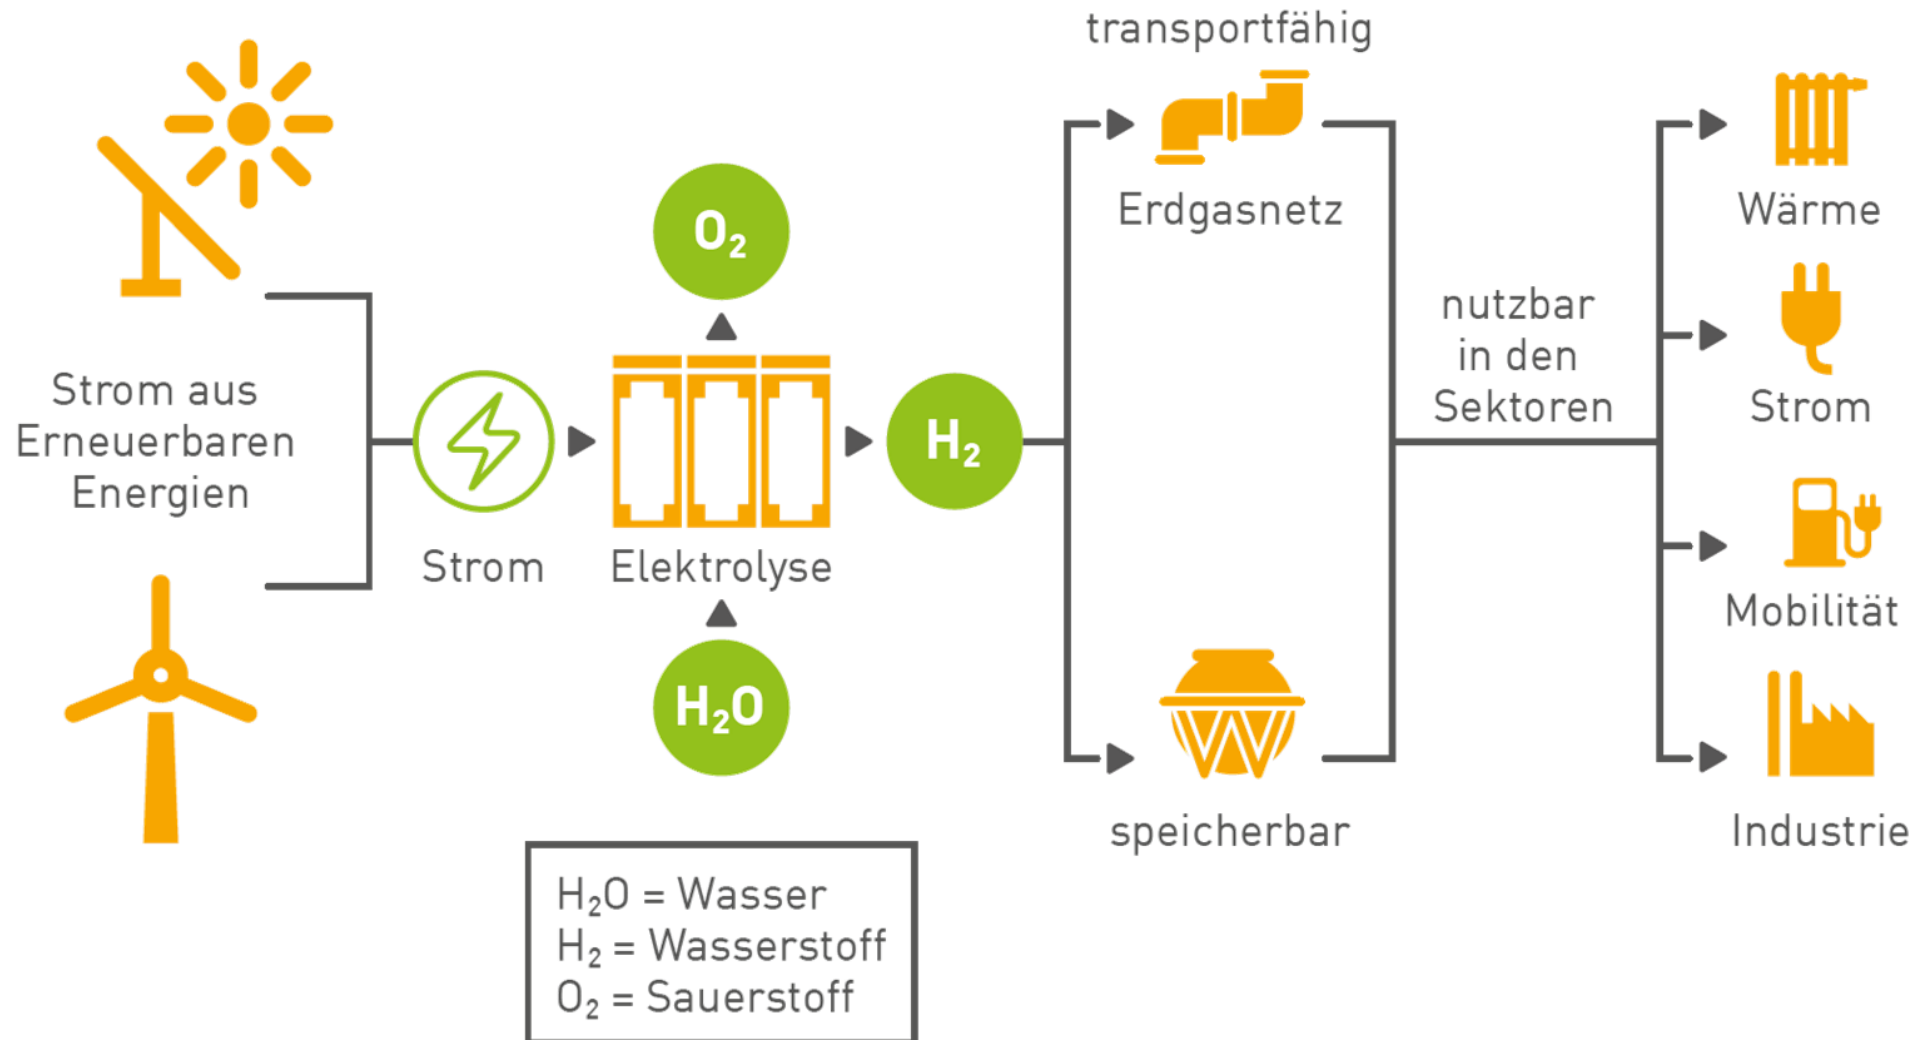 transportfähig
Erdgasnetz
Strom aus
Erneuerbaren
Energien
Strom
O₂
Elektrolyse
H₂O
H₂
speicherbar
nutzbar
in den
Sektoren
Wärme
Strom
Mobilität
Industrie
H₂O = Wasser
H₂ = Wasserstoff
O₂ = Sauerstoff